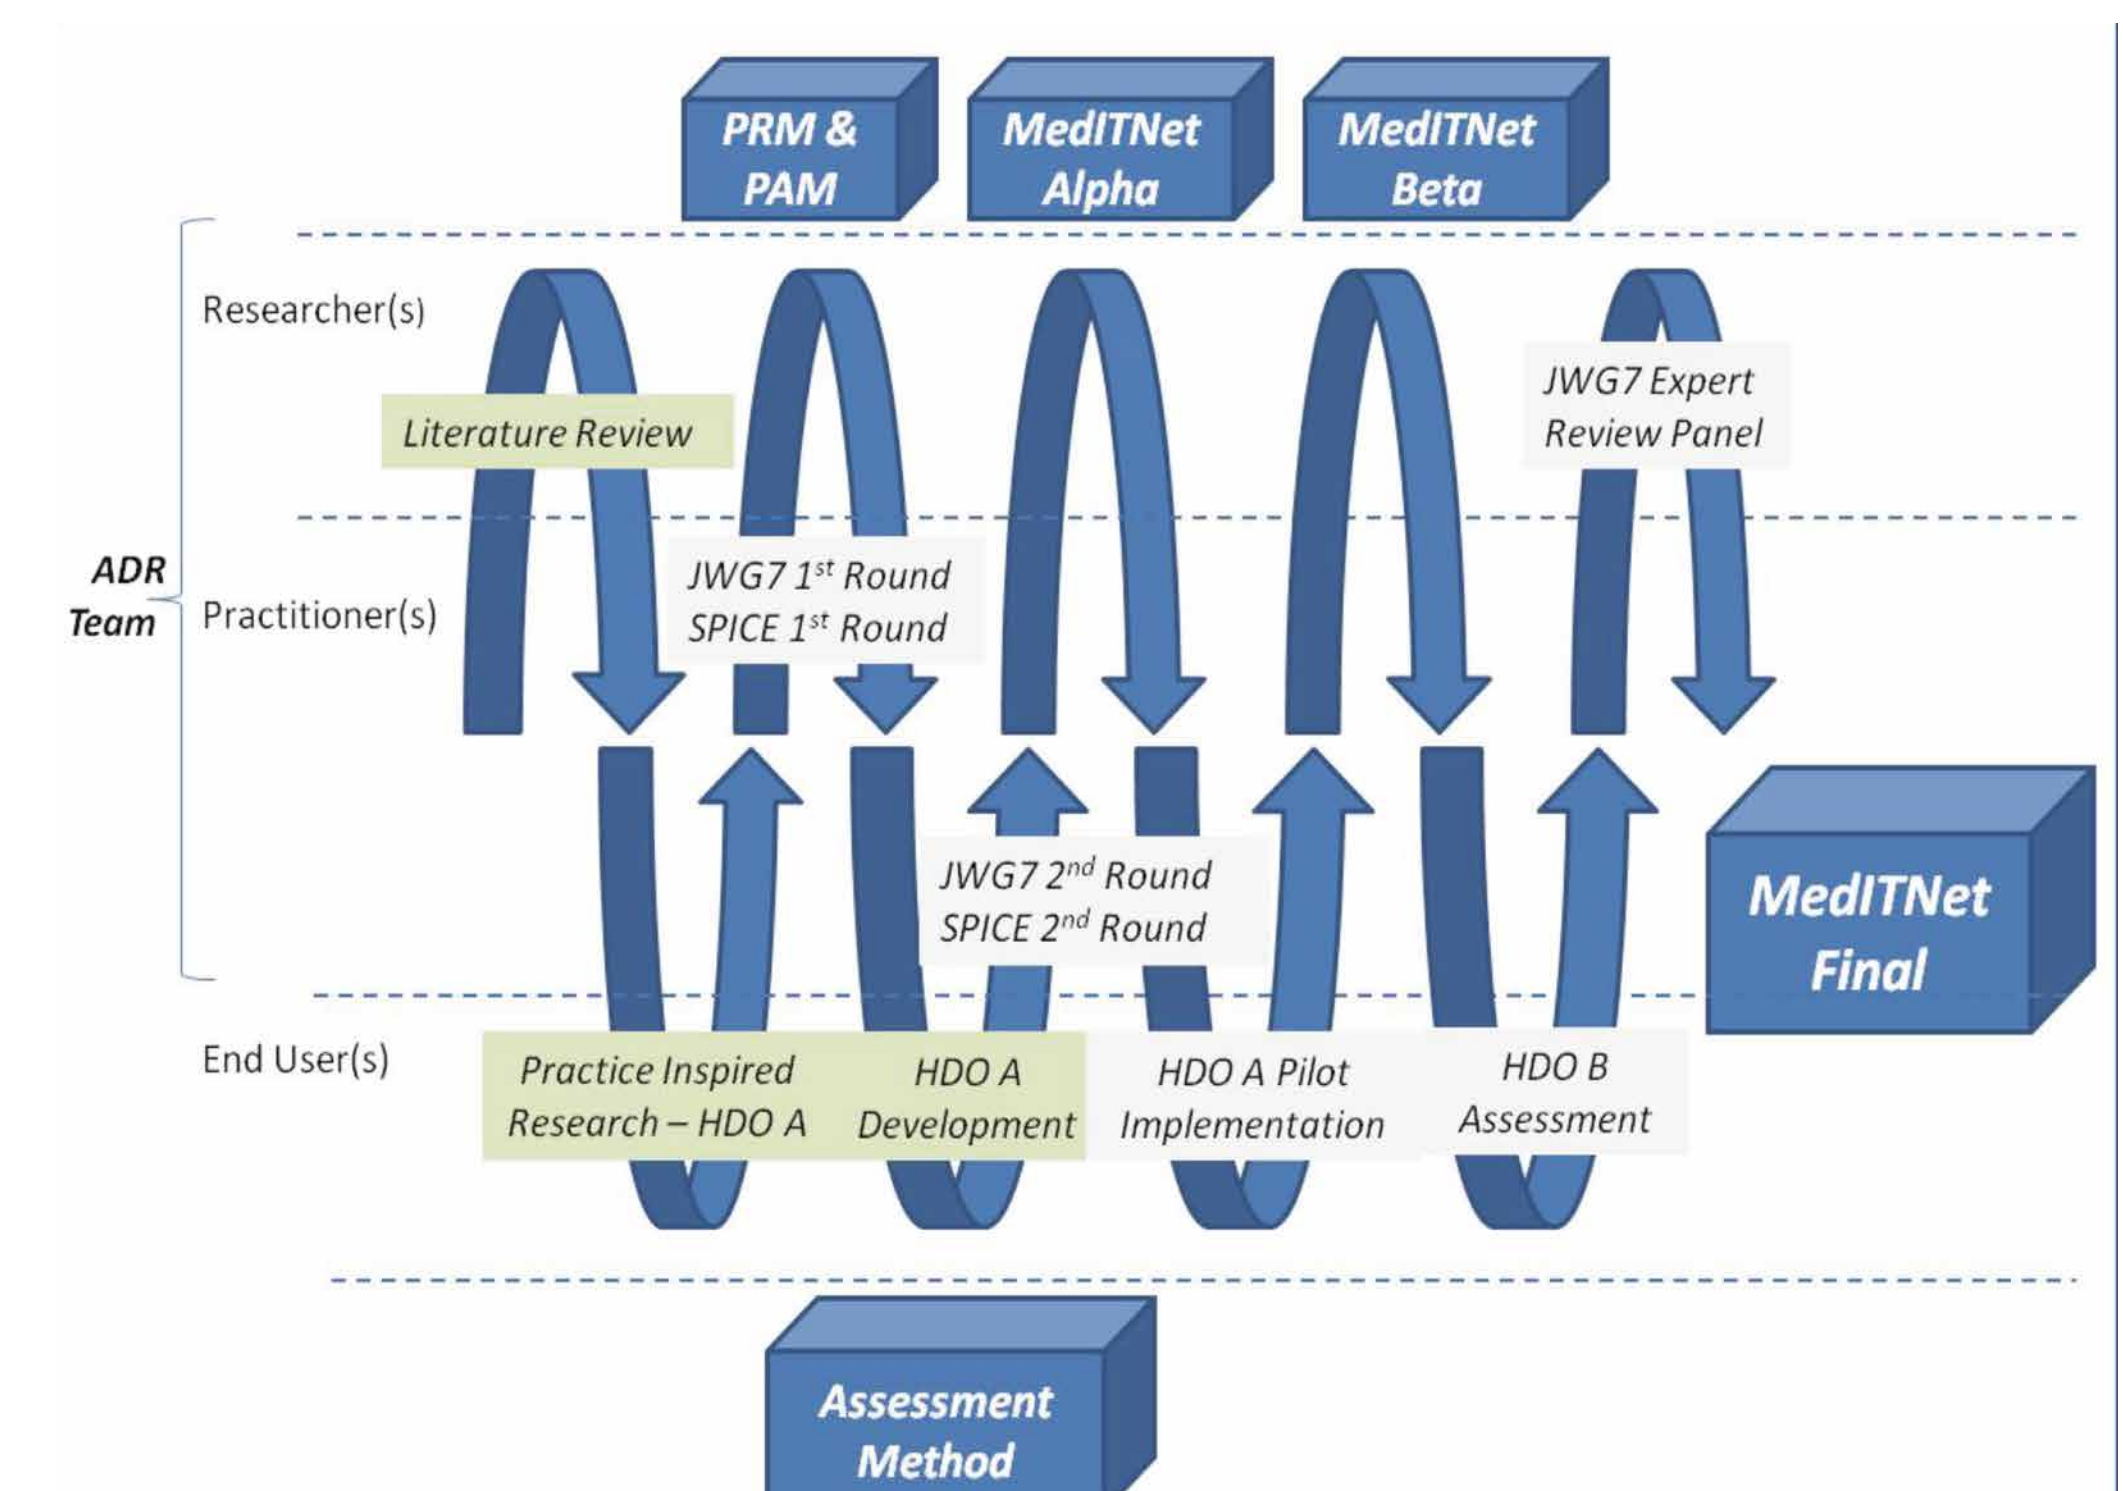 PRM &
PAM
MedITNet
Alpha
MedITNet
Beta
Researcher(s)
Literature Review
JWG7 Expert
Review Panel
ADR
Team
Practitioner(s)
JWG7 1st Round
SPICE 1st Round
JWG7 2nd Round
SPICE 2nd Round
MedITNet
Final
End User(s)
Practice Inspired
Research – HDO A
HDO A
Development
HDO A Pilot
Implementation
HDO B
Assessment
Assessment
Method